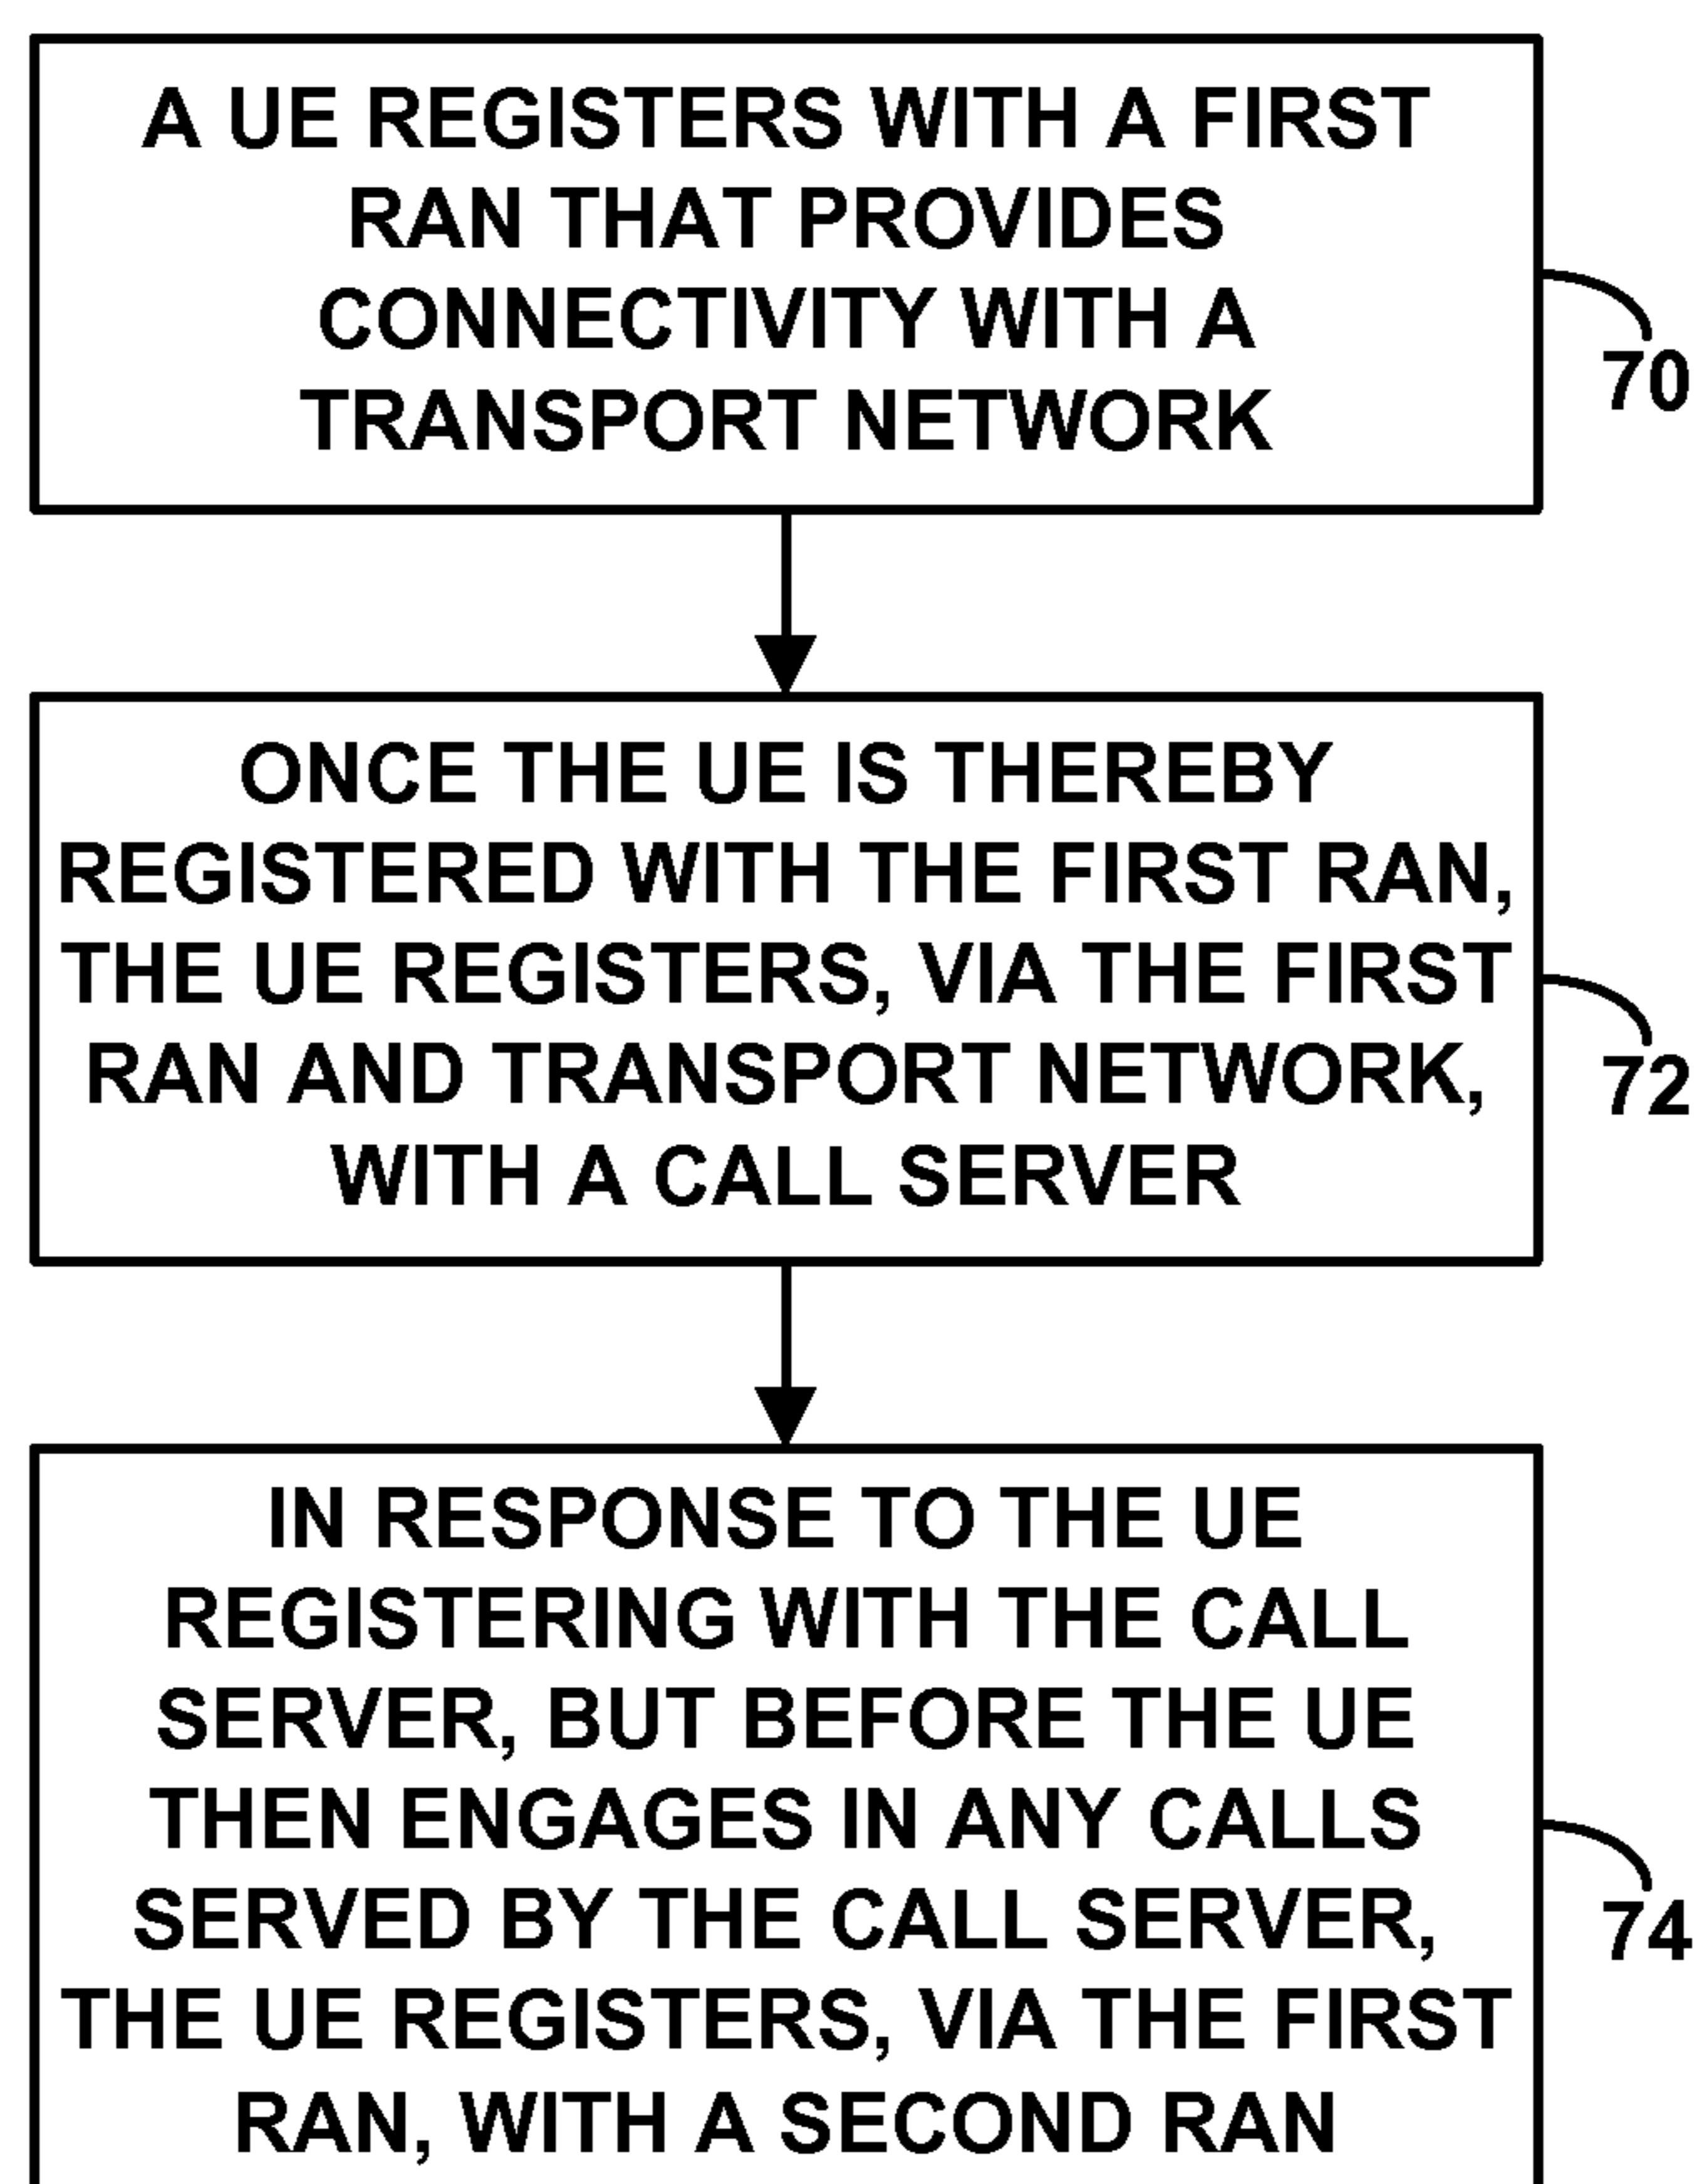 A UE REGISTERS WITH A FIRST
RAN THAT PROVIDES
CONNECTIVITY WITH A
TRANSPORT NETWORK
70
ONCE THE UE IS THEREBY
REGISTERED WITH THE FIRST RAN,
THE UE REGISTERS, VIA THE FIRST
RAN AND TRANSPORT NETWORK,
WITH A CALL SERVER
72
IN RESPONSE TO THE UE
REGISTERING WITH THE CALL
SERVER, BUT BEFORE THE UE
THEN ENGAGES IN ANY CALLS
SERVED BY THE CALL SERVER,
THE UE REGISTERS, VIA THE FIRST
RAN, WITH A SECOND RAN
74